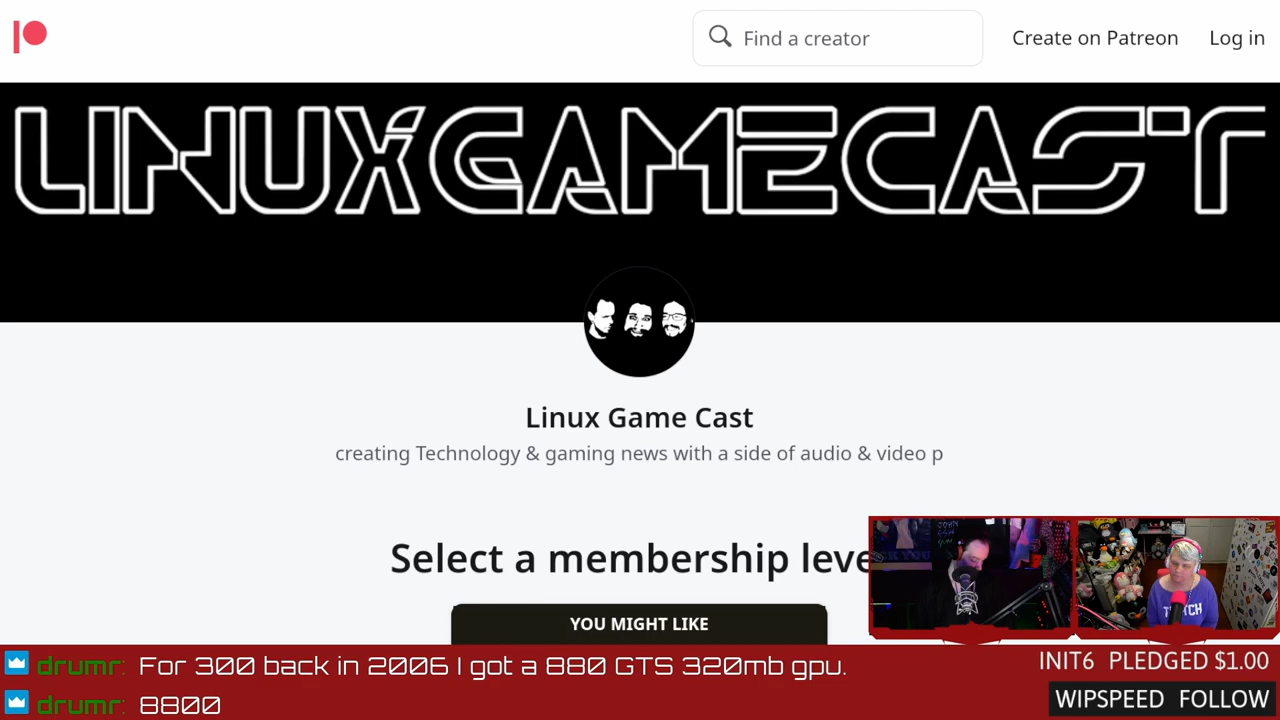 Find a creator
Create on Patreon
Log in
LINUXGAMECAST
Linux Game Cast
creating Technology & gaming news with a side of audio & video p
Select a membership leve
YOU MIGHT LIKE
TWITCH
drumr: For 300 back in 2006 I got a 880 GTS 320mb gpu.
drumr: 8800
INIT6 PLEDGED $1.00
WIPSPEED FOLLOW